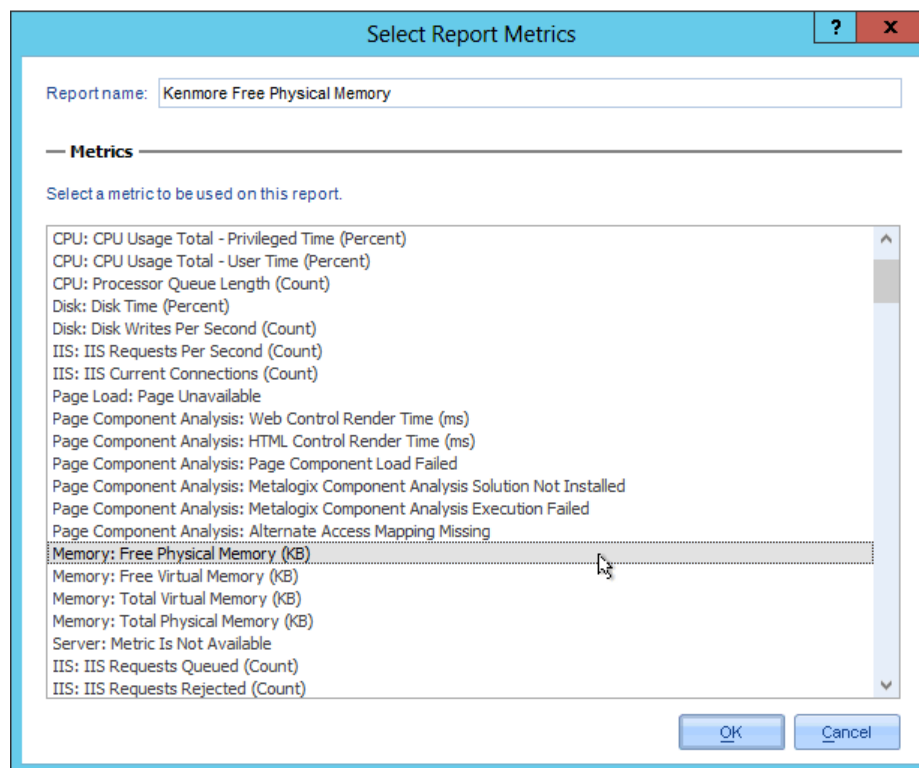 Select Report Metrics
?
x
Report name: Kenmore Free Physical Memory
Metrics
Select a metric to be used on this report.
CPU: CPU Usage Total - Privileged Time (Percent)
CPU: CPU Usage Total - User Time (Percent)
CPU: Processor Queue Length (Count)
Disk: Disk Time (Percent)
Disk: Disk Writes Per Second (Count)
IIS: IIS Requests Per Second (Count)
IIS: IIS Current Connections (Count)
Page Load: Page Unavailable
Page Component Analysis: Web Control Render Time (ms)
Page Component Analysis: HTML Control Render Time (ms)
Page Component Analysis: Page Component Load Failed
Page Component Analysis: Metalogix Component Analysis Solution Not Installed
Page Component Analysis: Metalogix Component Analysis Execution Failed
Page Component Analysis: Alternate Access Mapping Missing
Memory: Free Physical Memory (KB)
Memory: Free Virtual Memory (KB)
Memory: Total Virtual Memory (KB)
Memory: Total Physical Memory (KB)
Server: Metric Is Not Available
IIS: IIS Requests Queued (Count)
IIS: IIS Requests Rejected (Count)
OK Cancel